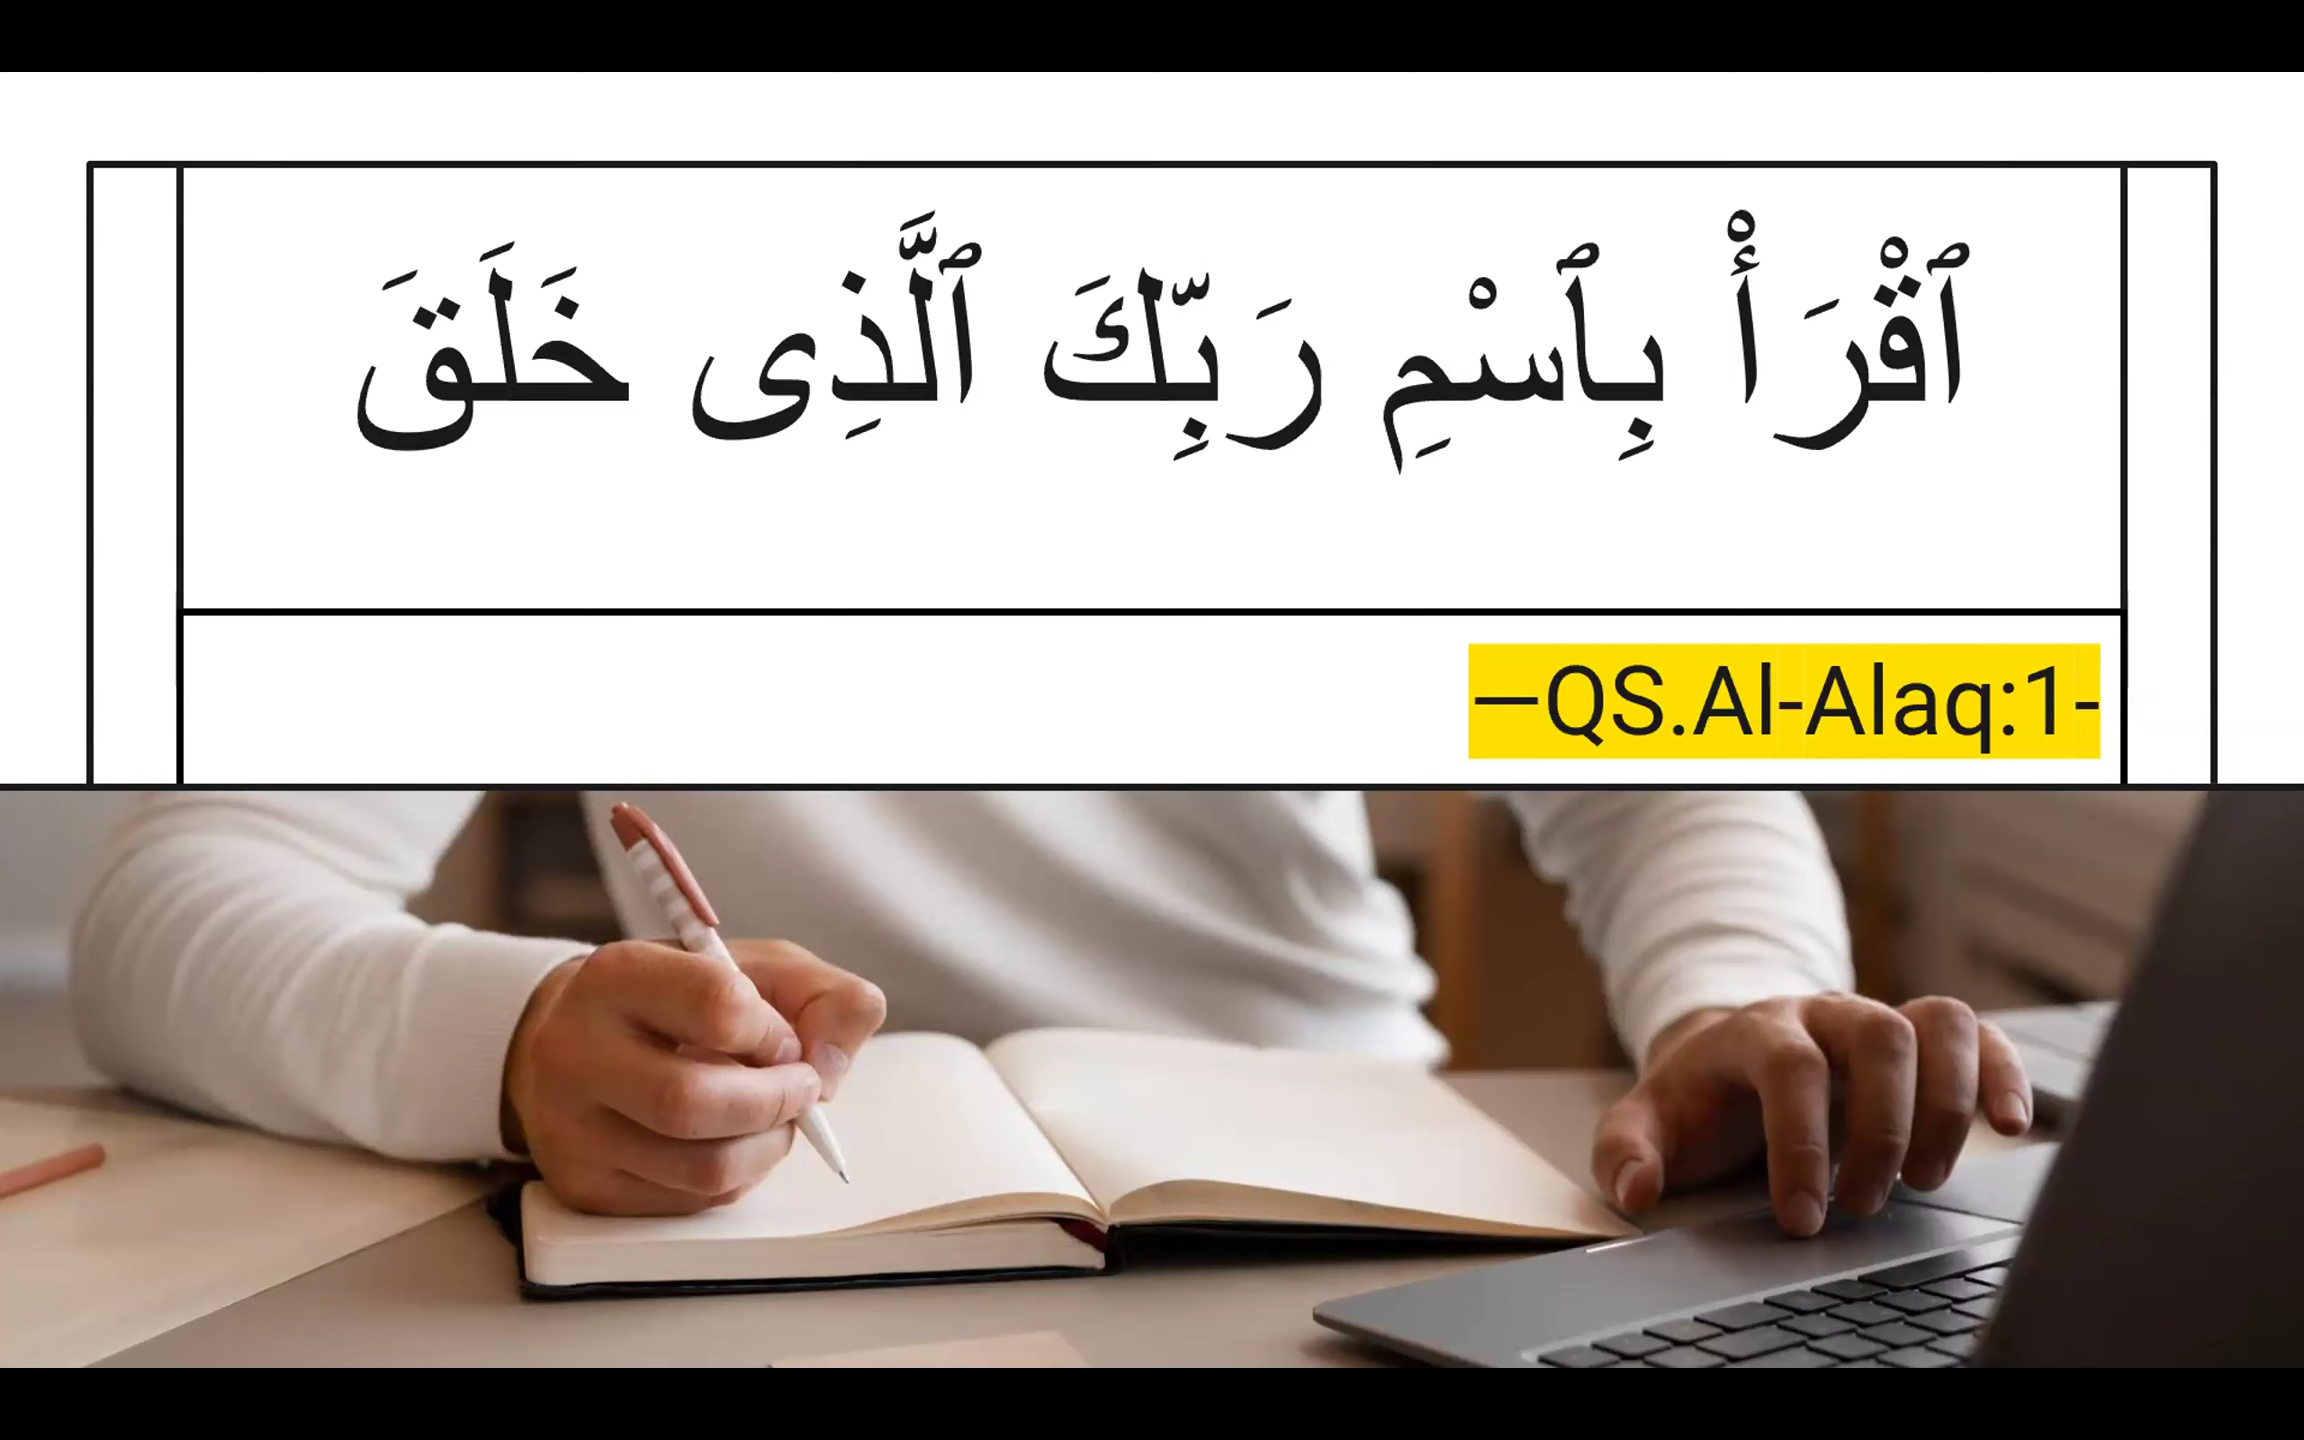 ٱقْرَأْ بِٱسْمِ رَبِّكَ ٱلَّذِى خَلَقَ
—QS.Al-Alaq:1-